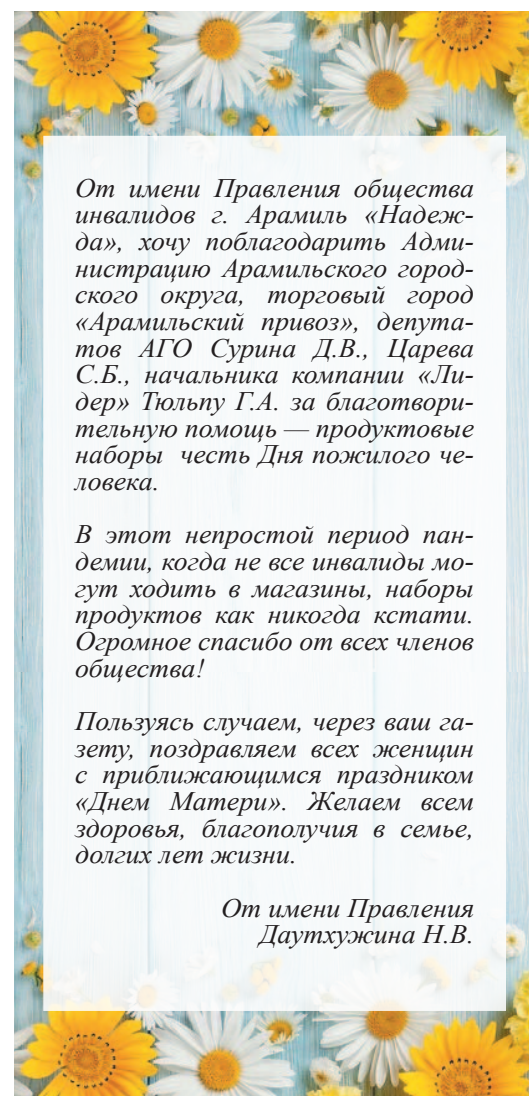 От имени Правления общества
инвалидов г. Арамиль «Надеж-
да», хочу поблагодарить Адми-
нистрацию Арамильского город-
ского округа, торговый город
«Арамильский привоз», депута-
тов АГО Сурина Д.В., Царева
С.Б., начальника компании «Ли-
дер» Тюльпу Г.А. за благотвори-
тельную помощь — продуктовые
наборы  честь Дня пожилого че-
ловека.

В этот непростой период пан-
демии, когда не все инвалиды мо-
гут ходить в магазины, наборы
продуктов как никогда кстати.
Огромное спасибо от всех членов
общества!

Пользуясь случаем, через ваш га-
зету, поздравляем всех женщин
с приближающимся праздником
«Днем Матери». Желаем всем
здоровья, благополучия в семье,
долгих лет жизни.

От имени Правления
Даутхужина Н.В.